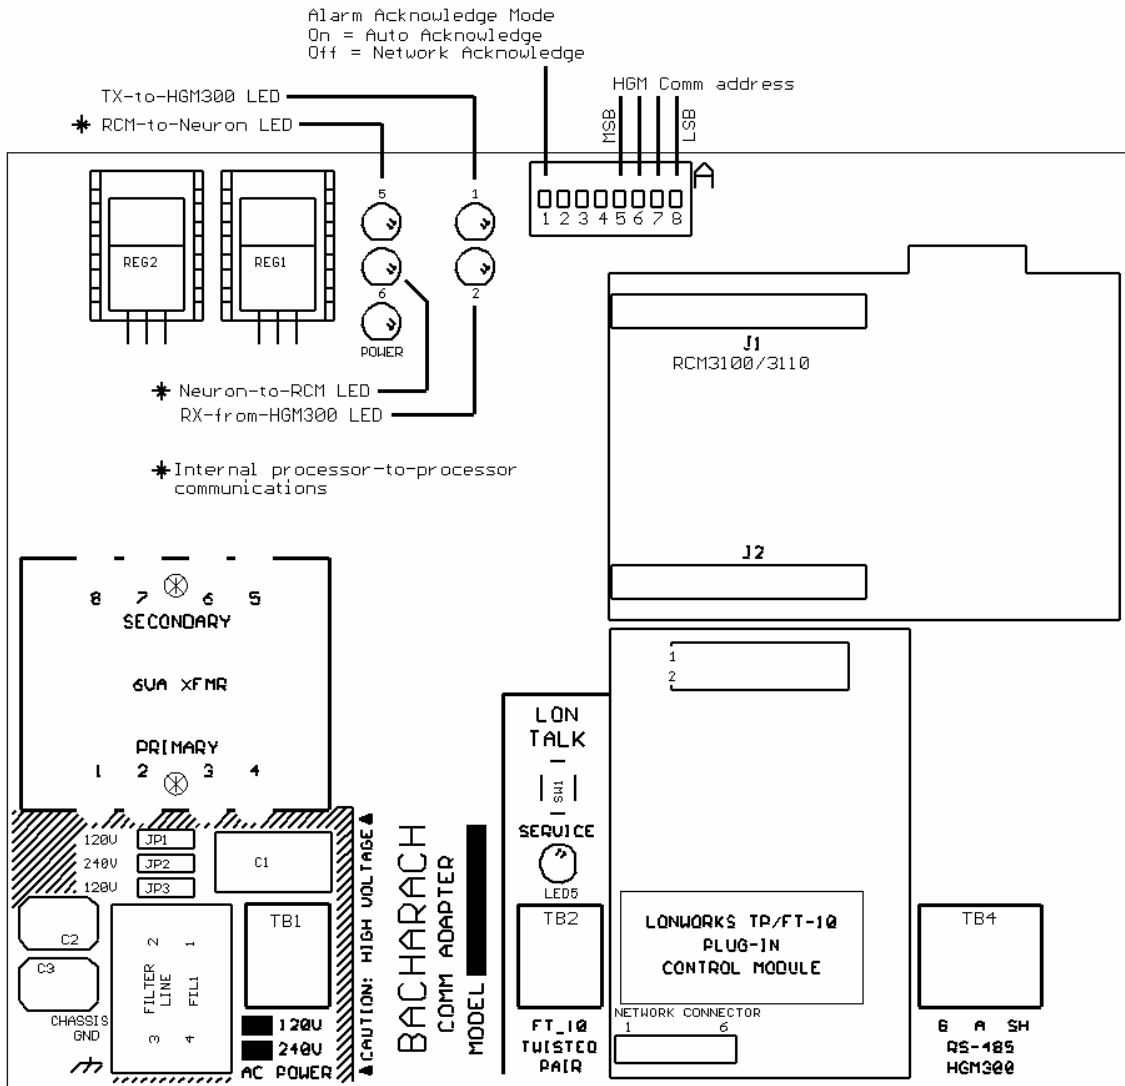 Alarm Acknowledge Mode
On = Auto Acknowledge
Off = Network Acknowledge
HGM Comm address
TX-to-HGM300 LED
* RCM-to-Neuron LED
MSB
LSB
A
5
1
1 2 3 4 5 6 7 8
REG2
REG1
6
2
POWER
J1
RCM3100/3110
* Neuron-to-RCM LED
RX-from-HGM300 LED
* Internal processor-to-processor
communications
J2
8 7 6 5
SECONDARY
6VA XFMR
PRIMARY
1 2 3 4
1
2
LON
TALK
SW1
SERVICE
LED5
120V JP1
240V JP2
120V JP3
C1
C2
C3
CHASSIS
GND
2 1
FILTER
LINE
FIL1
3 4
TB1
120V
240V
AC POWER
CAUTION: HIGH VOLTAGE
BACHARACH
COMM ADAPTER
MODEL
TB2
FT_10
TWISTED
PAIR
LONWORKS TP/FT-10
PLUG-IN
CONTROL MODULE
NETWORK CONNECTOR
1 6
TB4
B A SH
RS-485
HGM300